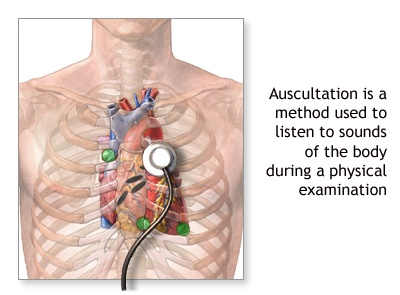 Auscultation is a
method used to
listen to sounds
of the body
during a physical
examination